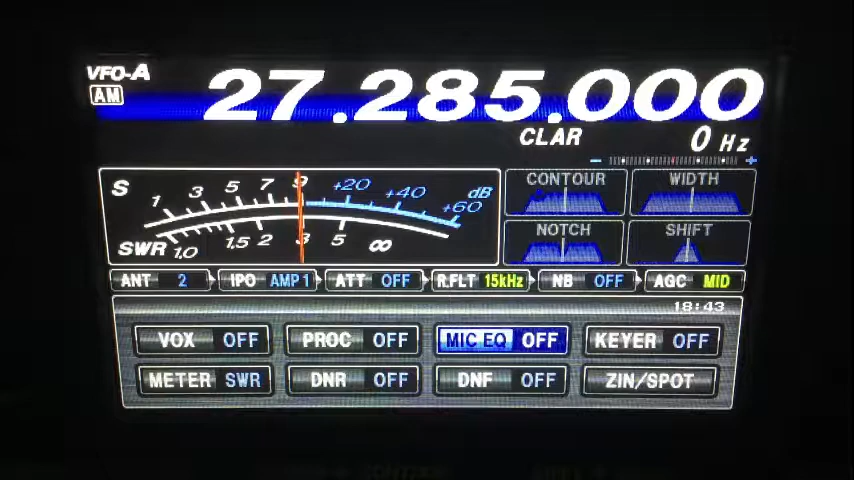 VFO-A
AM
27.285.000
CLAR 0 Hz
- +
S 1 3 5 7 9 +20 +40 +60 dB
SWR 1.0 1.5 2 3 5 ∞
CONTOUR WIDTH
NOTCH SHIFT
ANT 2 IPO AMP1 ATT OFF R.FLT 15kHz NB OFF AGC MID
18:43
VOX OFF PROC OFF MIC EQ OFF KEYER OFF
METER SWR DNR OFF DNF OFF ZIN/SPOT